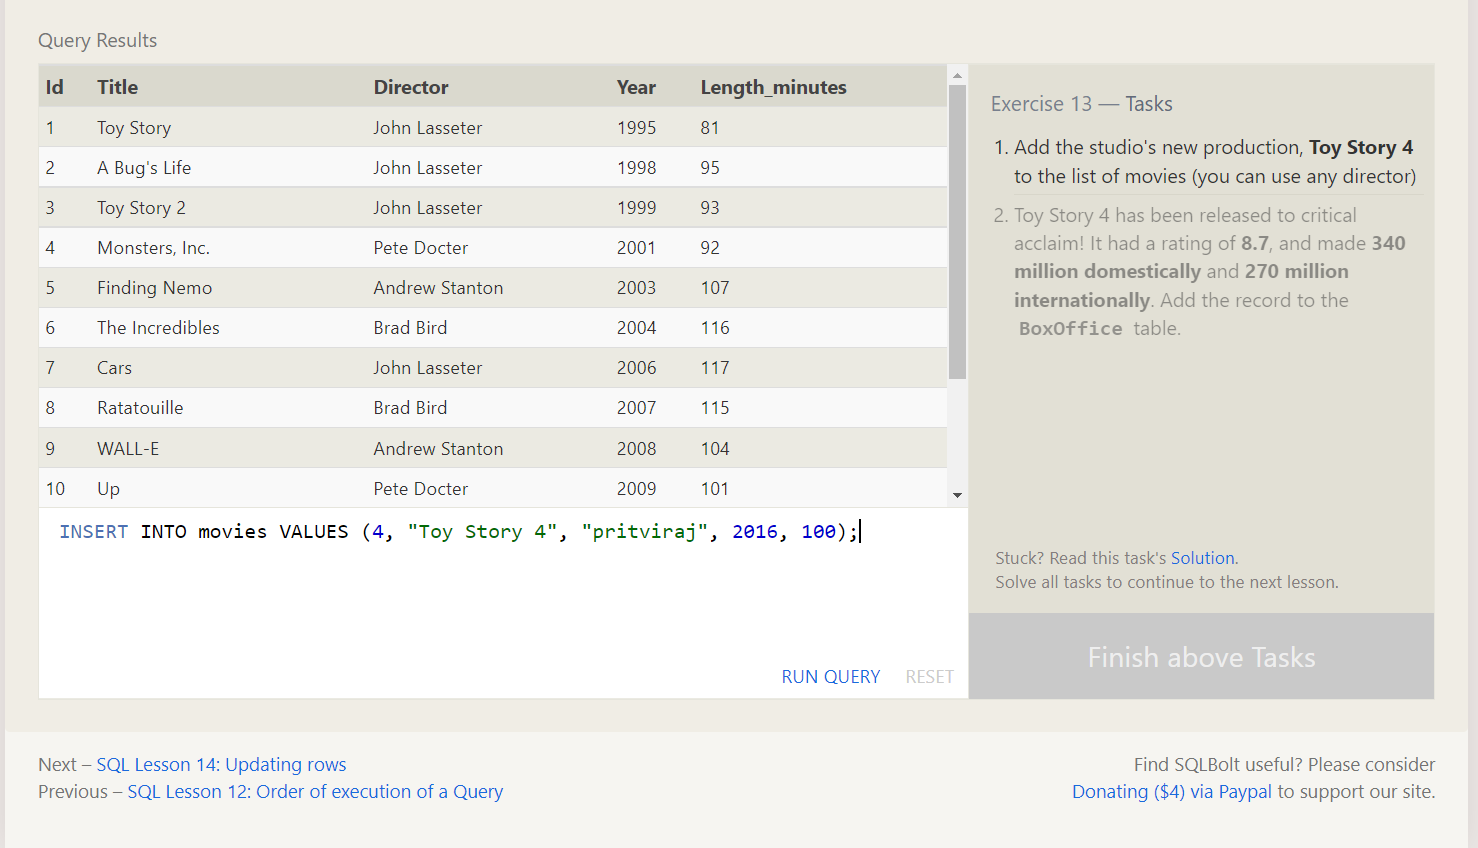 Query Results
Id Title Director Year Length_minutes
1 Toy Story John Lasseter 1995 81
2 A Bug's Life John Lasseter 1998 95
3 Toy Story 2 John Lasseter 1999 93
4 Monsters, Inc. Pete Docter 2001 92
5 Finding Nemo Andrew Stanton 2003 107
6 The Incredibles Brad Bird 2004 116
7 Cars John Lasseter 2006 117
8 Ratatouille Brad Bird 2007 115
9 WALL-E Andrew Stanton 2008 104
10 Up Pete Docter 2009 101
INSERT INTO movies VALUES (4, "Toy Story 4", "pritviraj", 2016, 100);
RUN QUERY RESET
Exercise 13 — Tasks
1. Add the studio's new production, Toy Story 4
to the list of movies (you can use any director)
2. Toy Story 4 has been released to critical
acclaim! It had a rating of 8.7, and made 340
million domestically and 270 million
internationally. Add the record to the
BoxOffice table.
Stuck? Read this task's Solution.
Solve all tasks to continue to the next lesson.
Finish above Tasks
Next – SQL Lesson 14: Updating rows
Previous – SQL Lesson 12: Order of execution of a Query
Find SQLBolt useful? Please consider
Donating ($4) via Paypal to support our site.